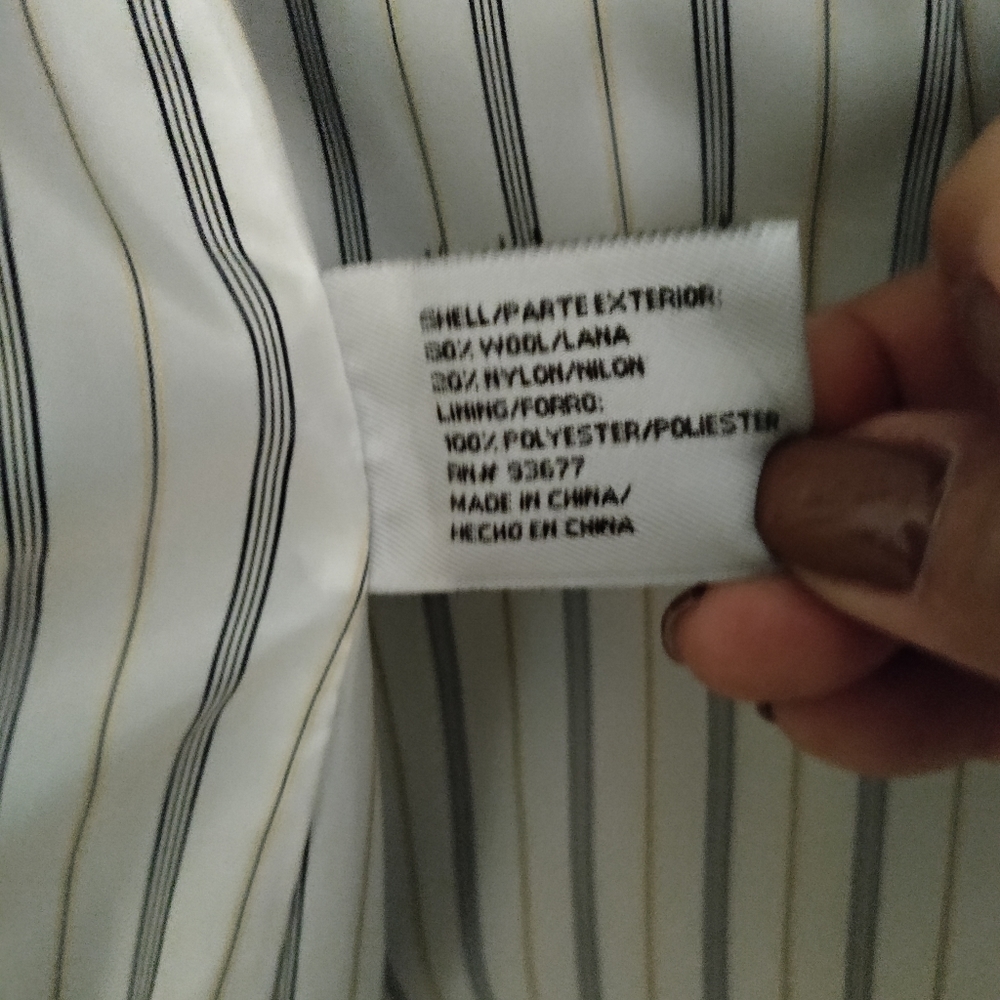 SHELL/PARTE EXTERIOR:
80% WOOL/LANA
20% NYLON/NILON
LINING/FORRO:
100% POLYESTER/POLIESTER
RN# 93677
MADE IN CHINA/
HECHO EN CHINA